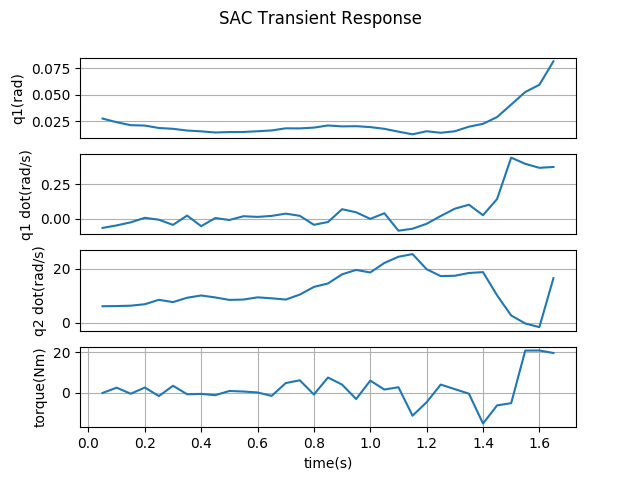 SAC Transient Response
q1(rad)
0.075
0.050
0.025
q1 dot(rad/s)
0.25
0.00
q2 dot(rad/s)
20
0
torque(Nm)
20
0
0.0 0.2 0.4 0.6 0.8 1.0 1.2 1.4 1.6
time(s)